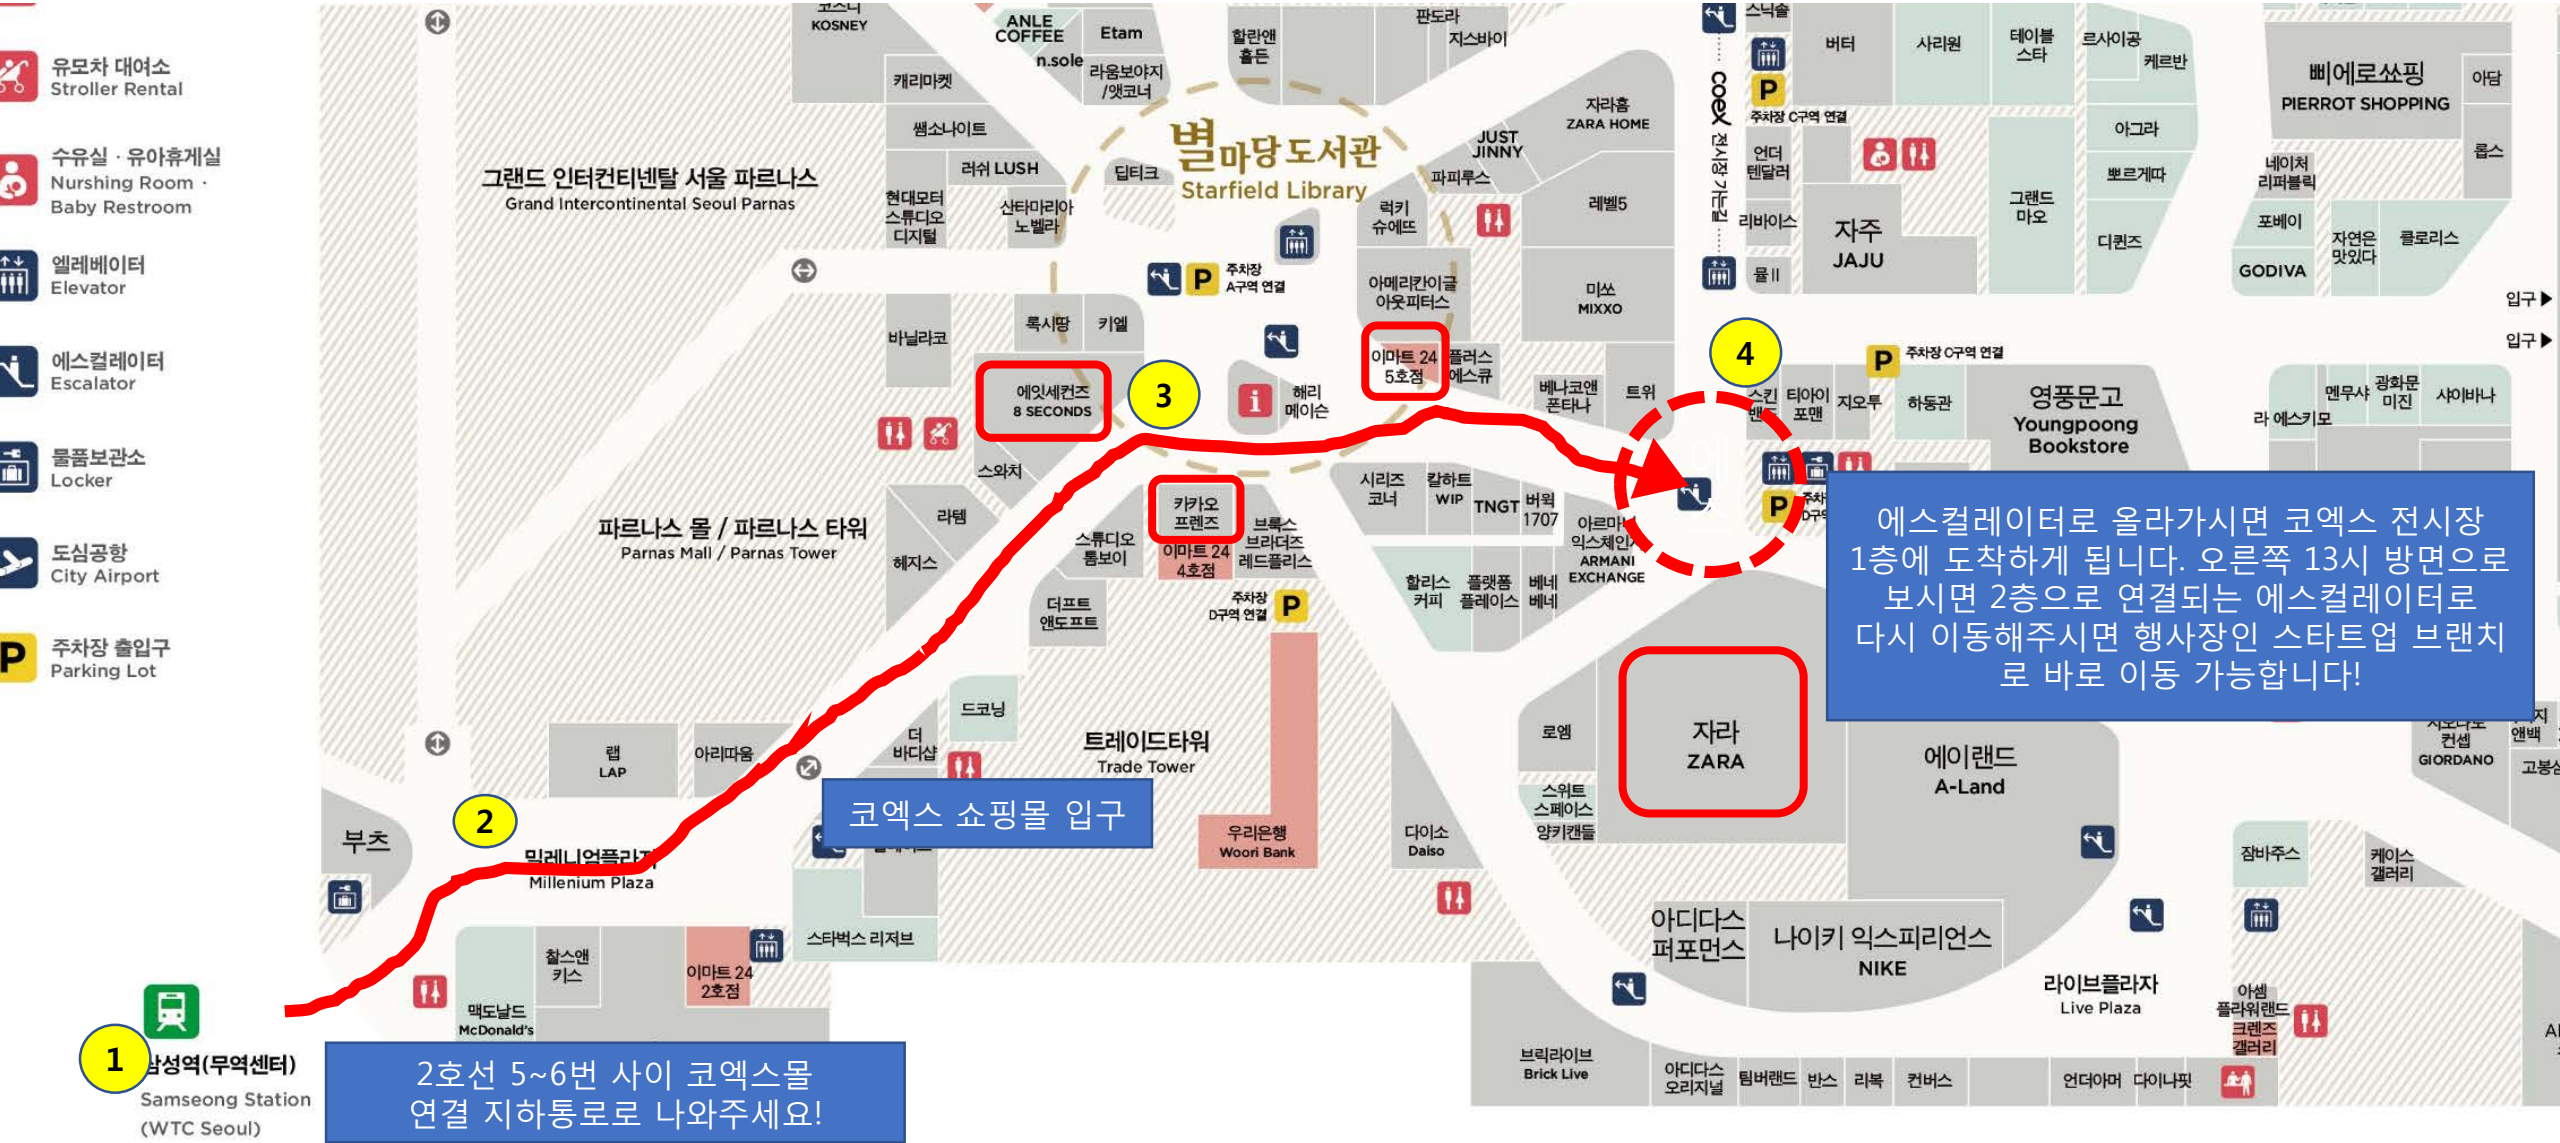 유모차 대여소
Stroller Rental
수유실 · 유아휴게실
Nurshing Room ·
Baby Restroom
엘레베이터
Elevator
에스컬레이터
Escalator
물품보관소
Locker
도심공항
City Airport
P
주차장 출입구
Parking Lot
KOSNEY
ANLE
COFFEE
n.sole
Etam
라움보야지
/앳코너
할란앤
홀든
판도라
지스바이
캐리마켓
쌤소나이트
러쉬 LUSH
현대모터
스튜디오
디지털
산타마리아
노벨라
딥티크
별마당 도서관
Starfield Library
JUST
JINNY
파피루스
자라홈
ZARA HOME
럭키
슈에뜨
레벨5
그랜드 인터컨티넨탈 서울 파르나스
Grand Intercontinental Seoul Parnas
P
주차장
A구역 연결
아메리칸이글
아웃피터스
미쏘
MIXXO
록시땅
키엘
바닐라코
에잇세컨즈
8 SECONDS
3
해리
메이슨
이마트 24
5호점
플러스
에스큐
베나코앤
폰타나
트위
스와치
라템
헤지스
파르나스 몰 / 파르나스 타워
Parnas Mall / Parnas Tower
카카오
프렌즈
이마트 24
4호점
스튜디오
톰보이
브룩스
브라더즈
레드플리스
더프트
앤도프트
주차장
D구역 연결
P
시리즈
코너
칼하트
WIP
TNGT
버윅
1707
아르마니
익스체인지
ARMANI
EXCHANGE
할리스
커피
플랫폼
플레이스
베네
베네
coex 전시장 가는길
스닉솔
P
주차장 C구역 연결
버터
사리원
테이블
스타
르사이공
케르반
언더
텐달러
리바이스
뮬 II
자주
JAJU
그랜드
마오
아그라
뽀르게따
디퀸즈
삐에로쑈핑
PIERROT SHOPPING
아담
롭스
네이처
리퍼블릭
포베이
GODIVA
자연은
맛있다
클로리스
입구 ▶
입구 ▶
4
P
주차장 C구역 연결
스킨
티아이
포맨
지오투
하동관
영풍문고
Youngpoong
Bookstore
라 에스키모
멘무샤
광화문
미진
샤이바나
P
에스컬레이터로 올라가시면 코엑스 전시장
1층에 도착하게 됩니다. 오른쪽 13시 방면으로
보시면 2층으로 연결되는 에스컬레이터로
다시 이동해주시면 행사장인 스타트업 브랜치
로 바로 이동 가능합니다!
컨셉
GIORDANO
앤백
랩
LAP
아리따움
더
바디샵
드코닝
트레이드타워
Trade Tower
우리은행
Woori Bank
다이소
Daiso
로엠
스위트
스페이스
양키캔들
자라
ZARA
에이랜드
A-Land
코엑스 쇼핑몰 입구
부츠
2
밀레니엄플라자
Millenium Plaza
스타벅스 리저브
찰스앤
키스
이마트 24
2호점
맥도날드
McDonald's
아디다스
퍼포먼스
나이키 익스피리언스
NIKE
라이브플라자
Live Plaza
잠바주스
케이스
갤러리
아셈
플라워랜드
크렌즈
갤러리
브릭라이브
Brick Live
아디다스
오리지널
팀버랜드
반스
리복
컨버스
언더아머
다이나핏
1
삼성역(무역센터)
Samseong Station
(WTC Seoul)
2호선 5~6번 사이 코엑스몰
연결 지하통로로 나와주세요!